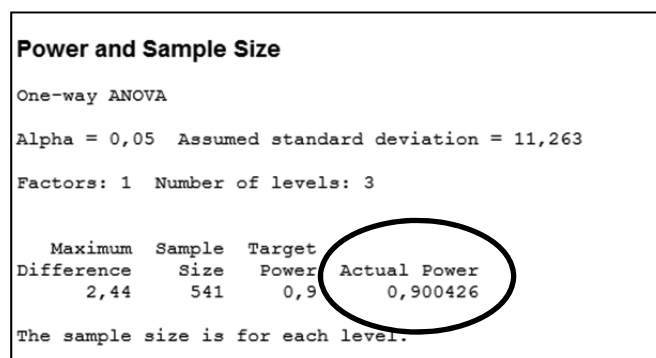 Power and Sample Size
One-way ANOVA
Alpha = 0,05 Assumed standard deviation = 11,263
Factors: 1 Number of levels: 3
Maximum Sample Target
Difference Size Power Actual Power
2,44 541 0,9 0,900426
The sample size is for each level.